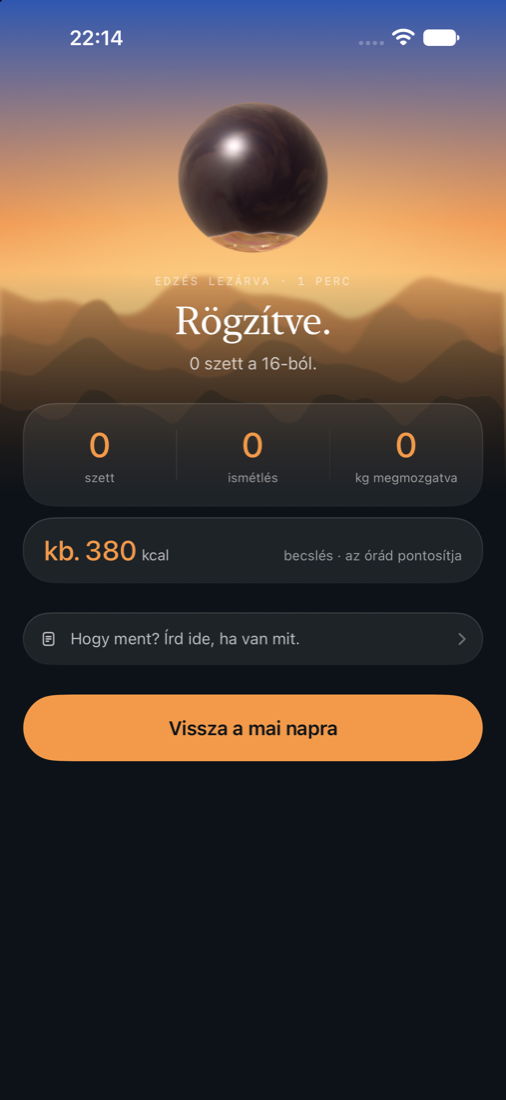 22:14
EDZÉS LEZÁRVA · 1 PERC
Rögzítve.
0 szett a 16-ból.
0 0 0
szett ismétlés kg megmozgatva
kb. 380 kcal becslés · az órád pontosítja
Hogy ment? Írd ide, ha van mit.
Vissza a mai napra